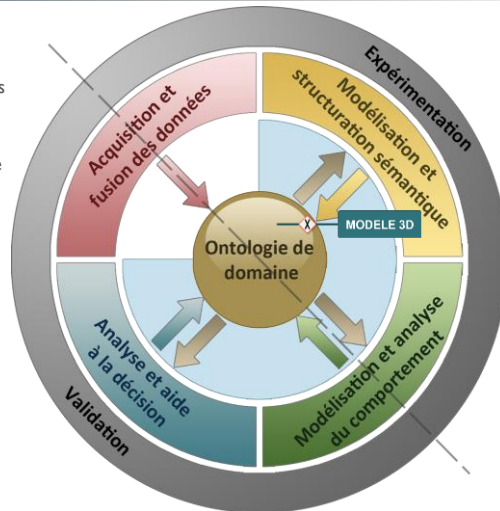 s
e
Expérimentation
Acquisition et
fusion des données
Modélisation et
structuration sémantique
X
MODELE 3D
Ontologie de
domaine
Analyse et aide
à la décision
Modélisation et analyse
du comportement
Validation